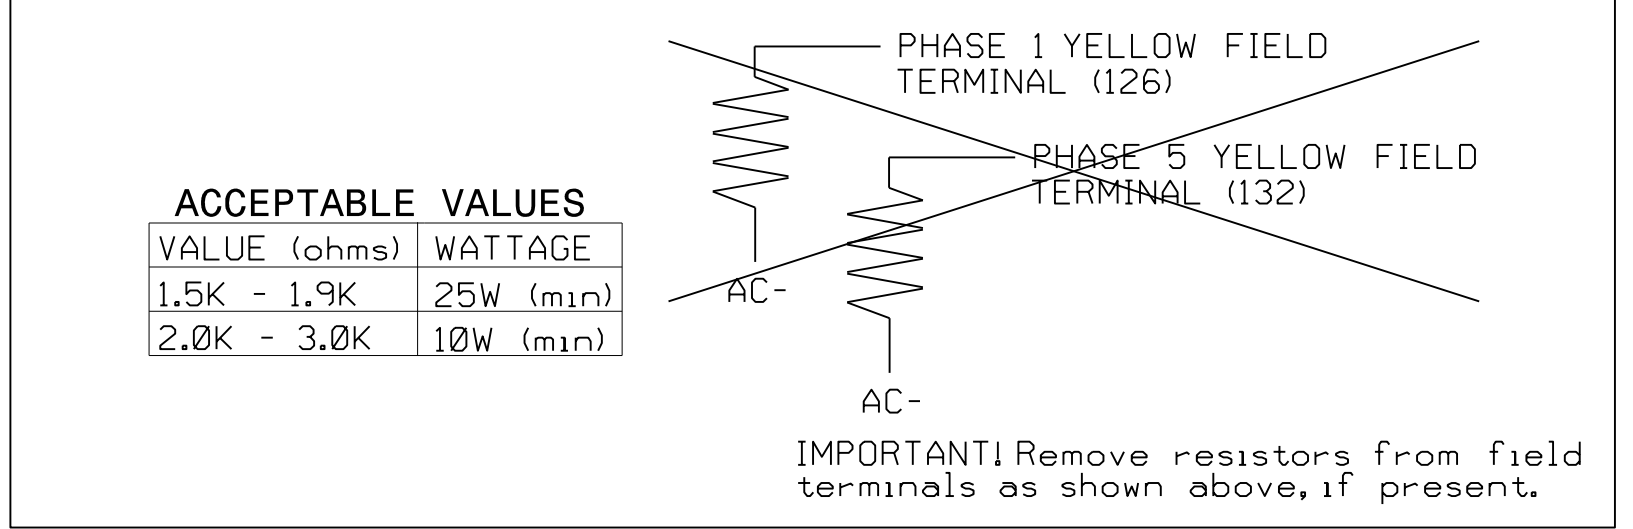 ACCEPTABLE VALUES
VALUE (ohms) WATTAGE
1.5K - 1.9K 25W (min)
2.0K - 3.0K 10W (min)
PHASE 1 YELLOW FIELD
TERMINAL (126)
AC-
PHASE 5 YELLOW FIELD
TERMINAL (132)
AC-
IMPORTANT! Remove resistors from field
terminals as shown above, if present.